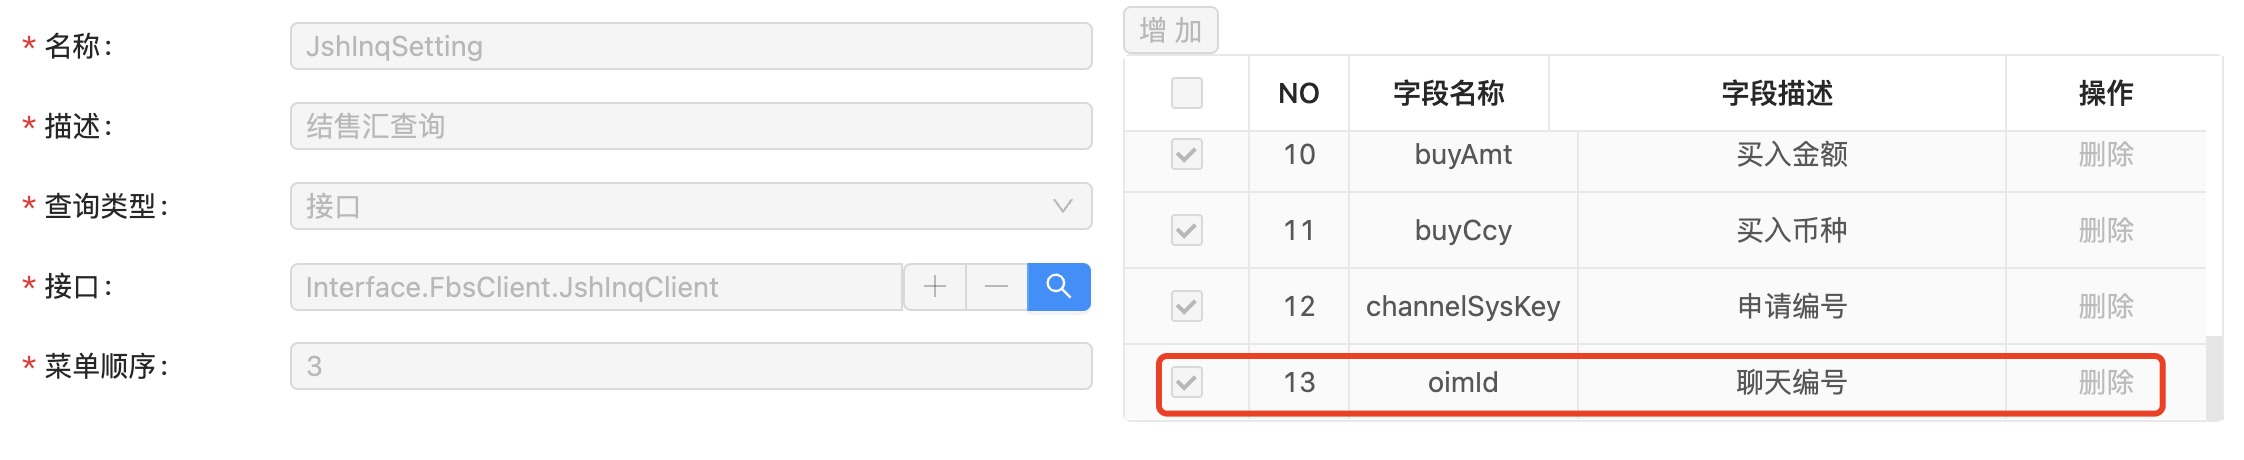 * 名称：
JshInqSetting
* 描述：
结售汇查询
* 查询类型：
接口
* 接口：
Interface.FbsClient.JshInqClient
* 菜单顺序：
3
增 加
NO 字段名称 字段描述 操作
10 buyAmt 买入金额 删除
11 buyCcy 买入币种 删除
12 channelSysKey 申请编号 删除
13 oimId 聊天编号 删除